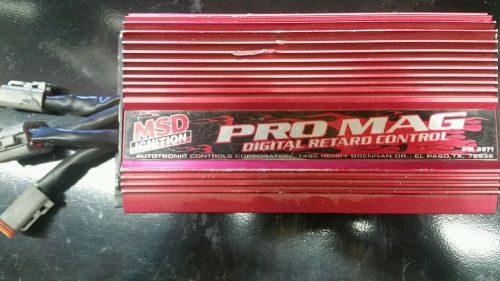 MSD
IGNITION
PRO MAG
DIGITAL RETARD CONTROL
PN 8971
AUTOTRONIC CONTROLS CORPORATION, 1490 HENRY BRENNAN DR., EL PASO, TX. 79936